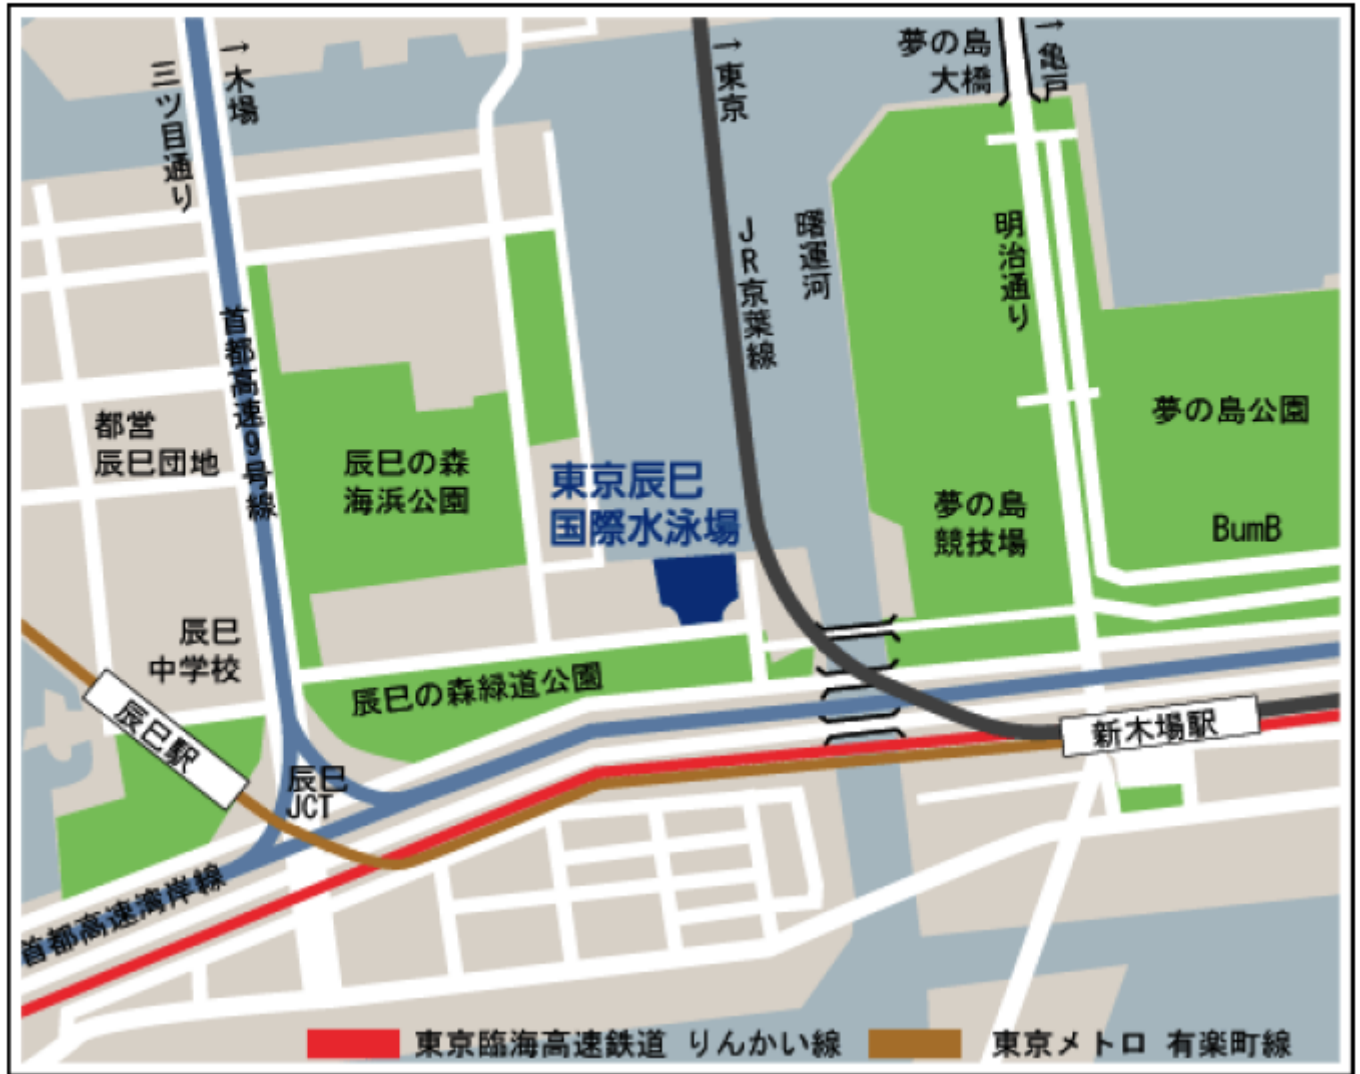 →木場
三ツ目通り
→東京
夢の島
大橋
→亀戸
JR京葉線
曙運河
明治通り
首都高速9号線
都営
辰巳団地
辰巳の森
海浜公園
東京辰巳
国際水泳場
夢の島公園
夢の島
競技場
BumB
辰巳
中学校
辰巳の森緑道公園
辰巳駅
新木場駅
辰巳
JCT
首都高速湾岸線
東京臨海高速鉄道 りんかい線
東京メトロ 有楽町線